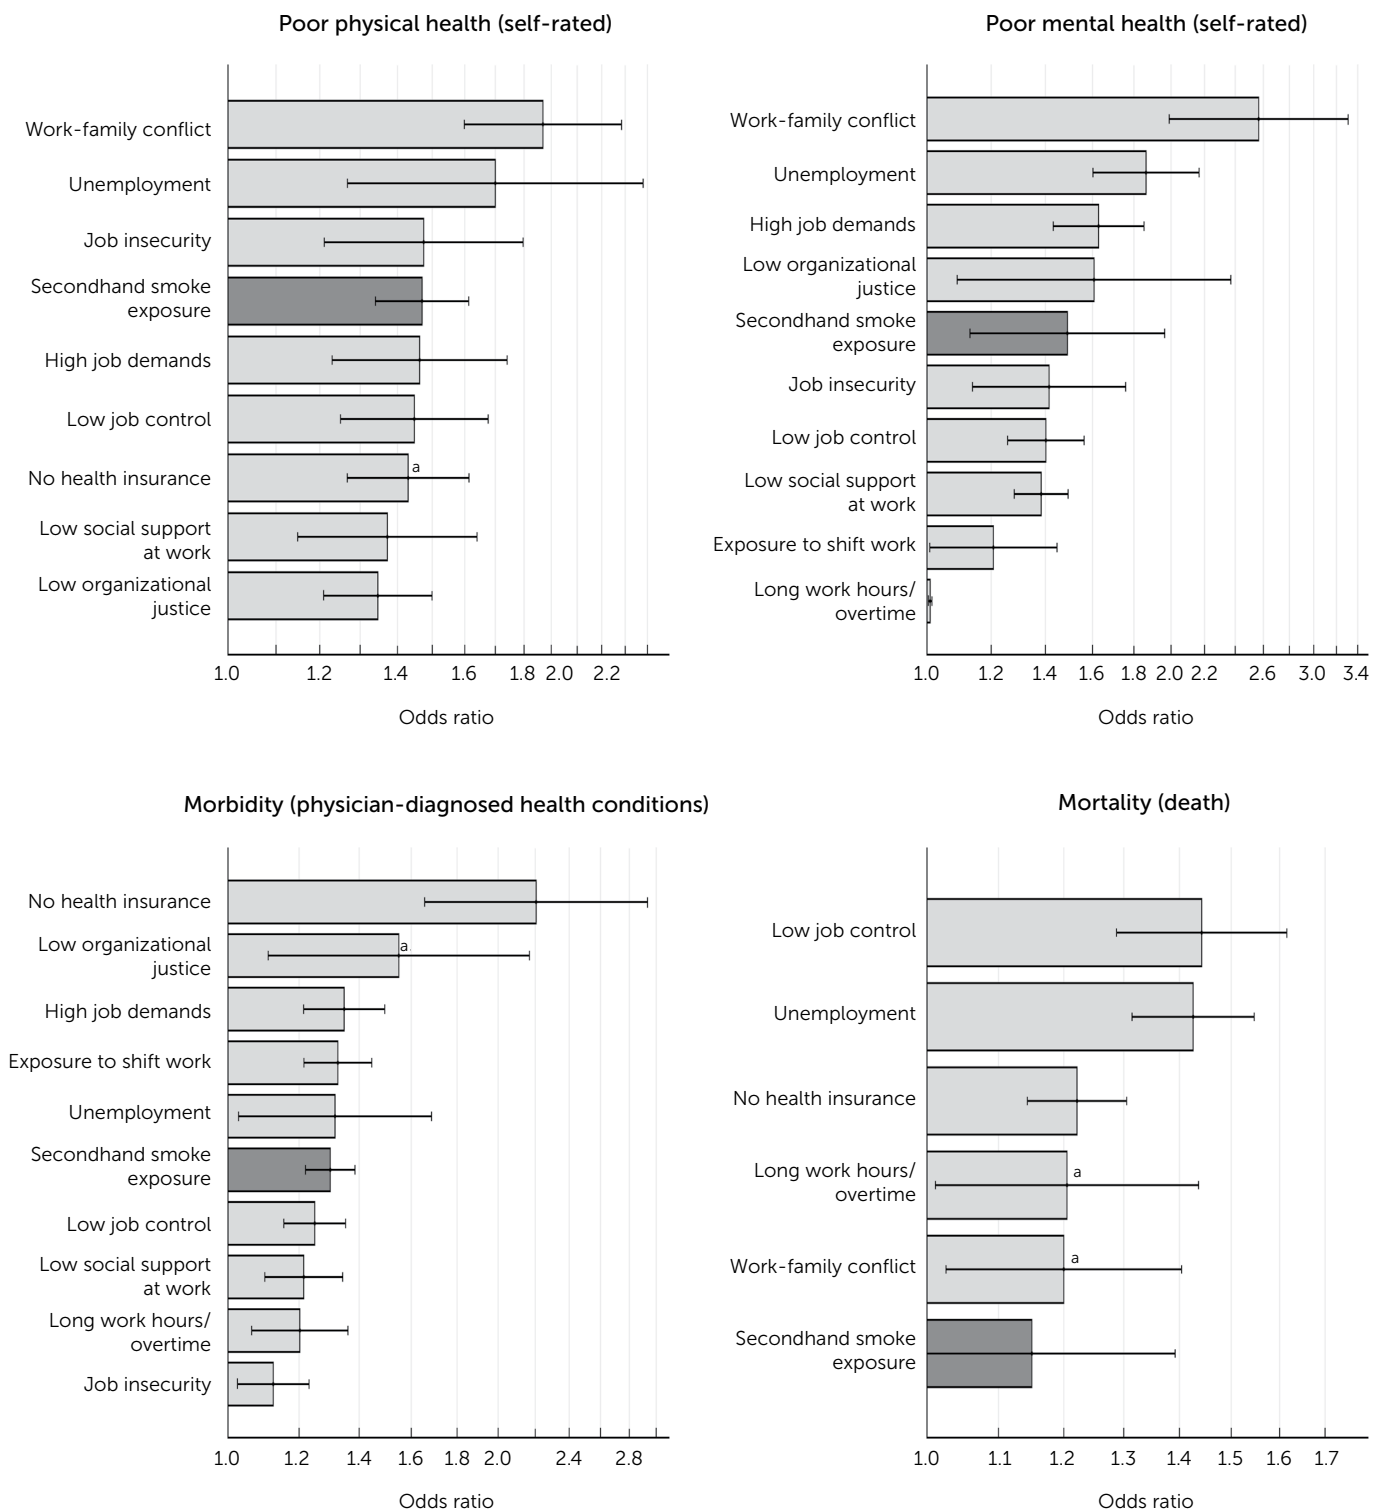 Poor physical health (self-rated)
Work-family conflict
Unemployment
Job insecurity
Secondhand smoke
exposure
High job demands
Low job control
No health insurance
a
Low social support
at work
Low organizational
justice
1.0 1.2 1.4 1.6 1.8 2.0 2.2
Odds ratio
Poor mental health (self-rated)
Work-family conflict
Unemployment
High job demands
Low organizational
justice
Secondhand smoke
exposure
Job insecurity
Low job control
Low social support
at work
Exposure to shift work
Long work hours/
overtime
1.0 1.2 1.4 1.6 1.8 2.0 2.2 2.6 3.0 3.4
Odds ratio
Morbidity (physician-diagnosed health conditions)
No health insurance
Low organizational
justice
a
High job demands
Exposure to shift work
Unemployment
Secondhand smoke
exposure
Low job control
Low social support
at work
Long work hours/
overtime
Job insecurity
1.0 1.2 1.4 1.6 2.0 2.4 2.8
Odds ratio
Mortality (death)
Low job control
Unemployment
No health insurance
Long work hours/
overtime
a
Work-family conflict
a
Secondhand smoke
exposure
1.0 1.1 1.2 1.3 1.4 1.5 1.6 1.7
Odds ratio